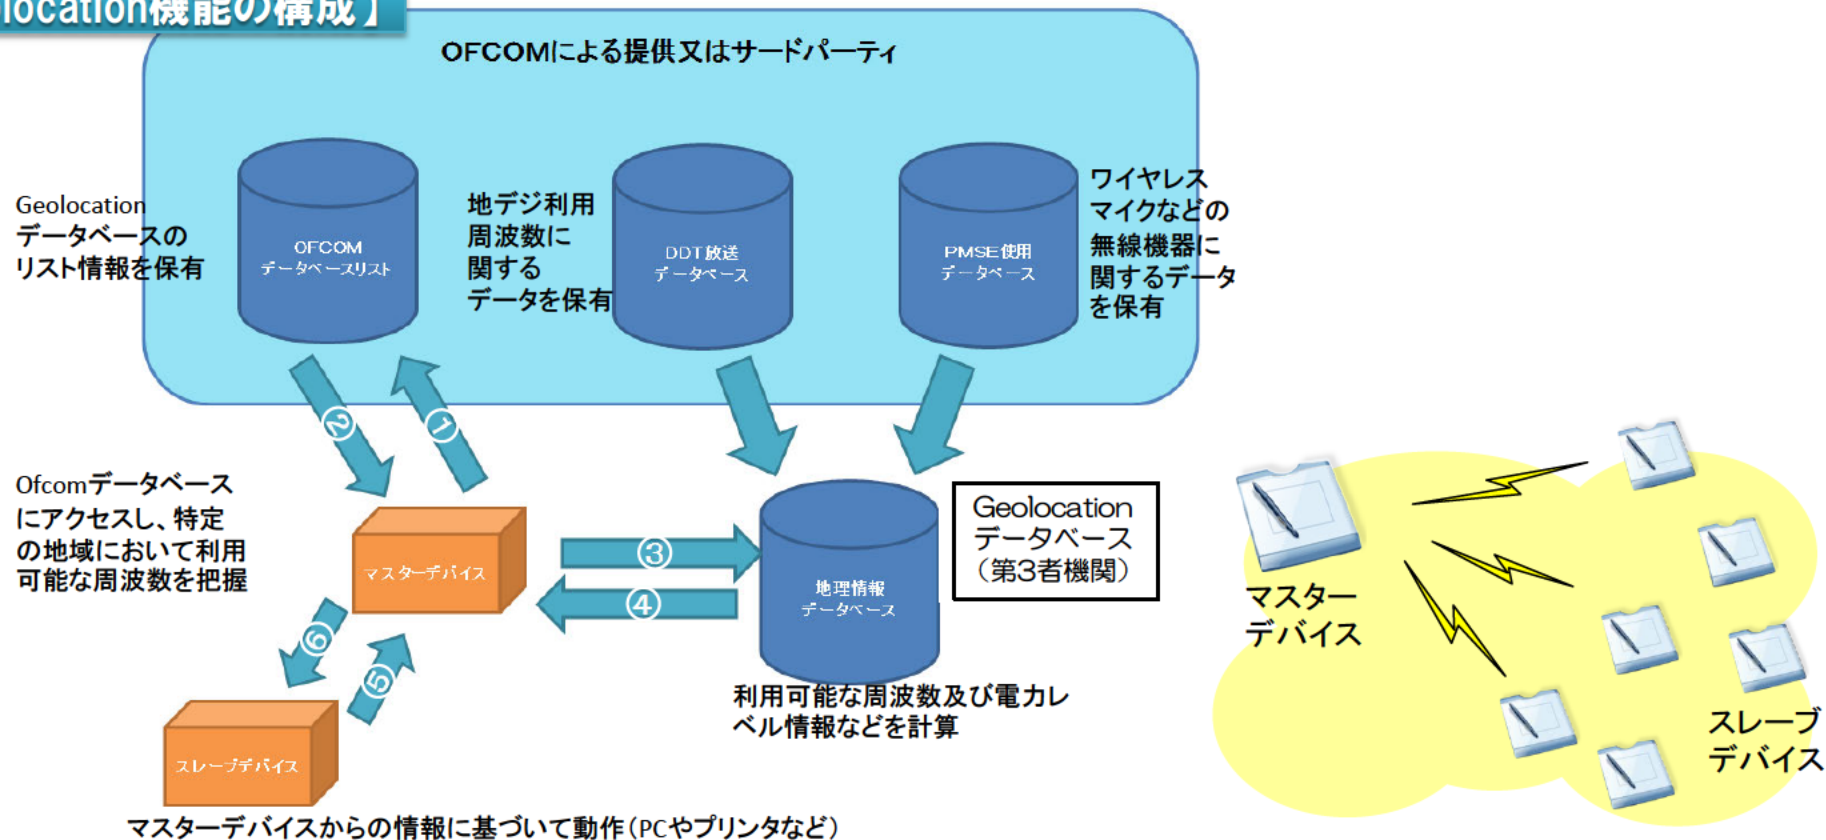 location機能の構成】
OFCOMによる提供又はサードパーティ
Geolocation
データベースの
リスト情報を保有
OFCOM
データベースリスト
地デジ利用
周波数に
関する
データを保有
DDT放送
データベース
PMSE使用
データベース
ワイヤレス
マイクなどの
無線機器に
関するデータ
を保有
②
①
Ofcomデータベース
にアクセスし、特定
の地域において利用
可能な周波数を把握
マスターデバイス
③
④
地理情報
データベース
Geolocation
データベース
（第3者機関）
利用可能な周波数及び電力レ
ベル情報などを計算
⑥
⑤
スレーブデバイス
マスターデバイスからの情報に基づいて動作（PCやプリンタなど）
マスター
デバイス
スレーブ
デバイス